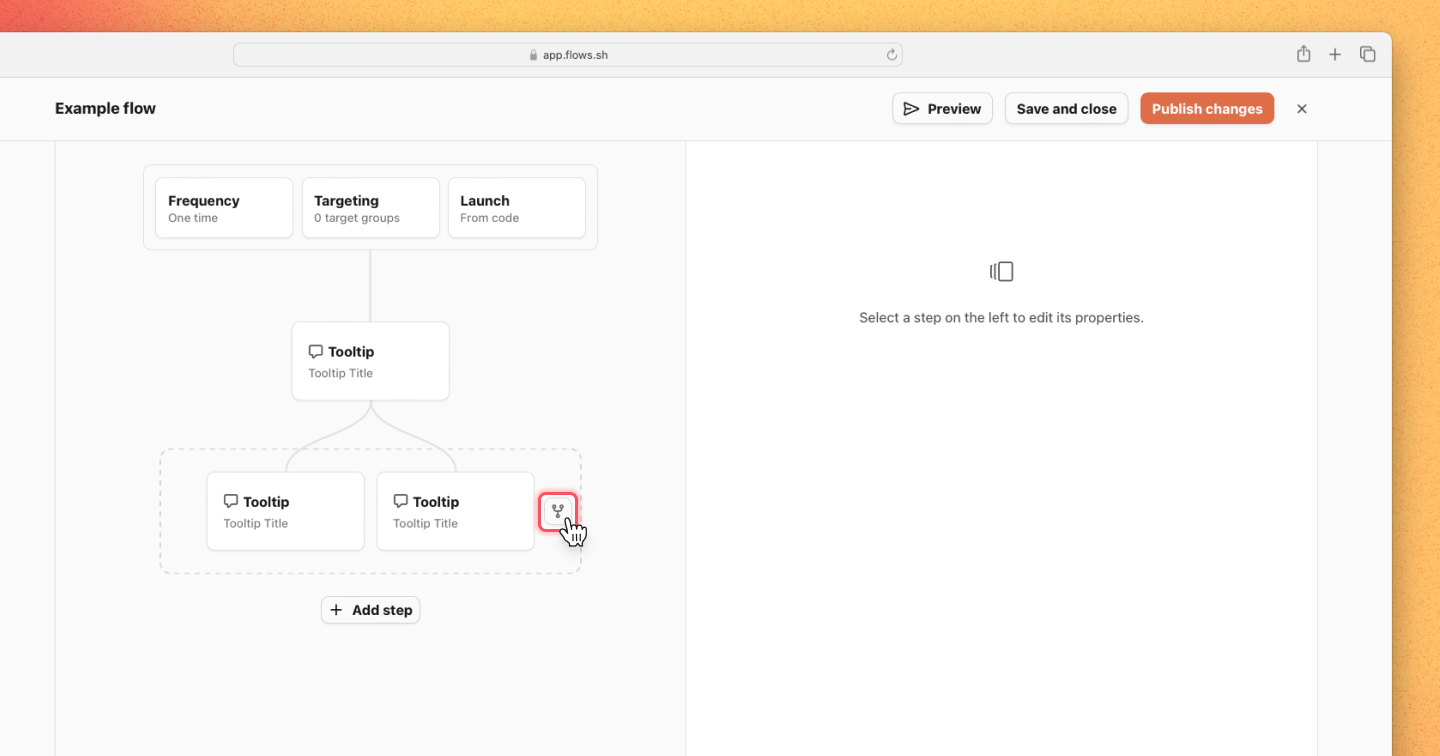 app.flows.sh
Example flow
Preview
Save and close
Publish changes
Frequency
One time
Targeting
0 target groups
Launch
From code
Select a step on the left to edit its properties.
Tooltip
Tooltip Title
Tooltip
Tooltip Title
Tooltip
Tooltip Title
Add step